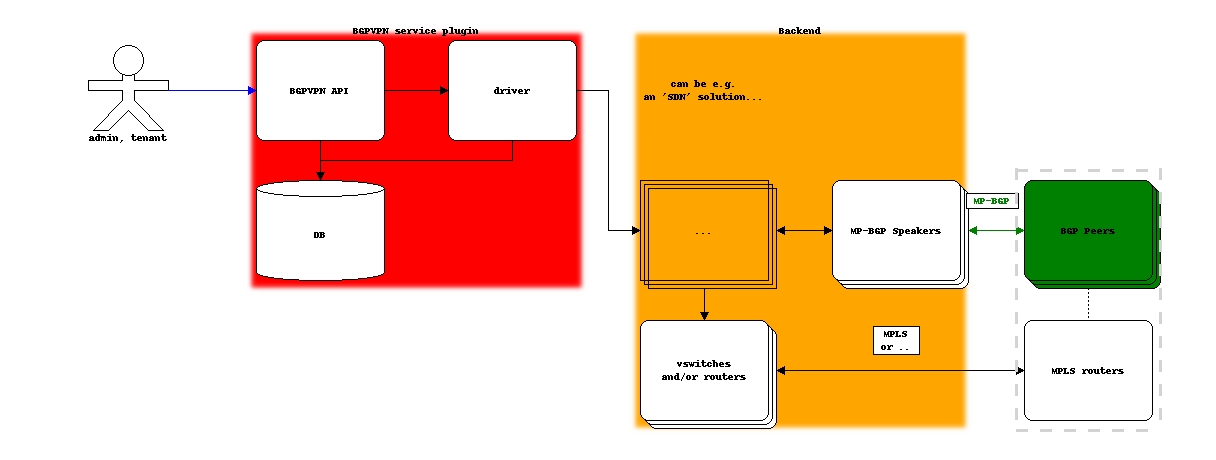 BGPVPN service plugin
Backend
can be e.g.
an 'SDN' solution...
BGPVPN API
driver
admin, tenant
DB
...
MP-BGP Speakers
MP-BGP
BGP Peers
MPLS
or ..
vswitches
and/or routers
MPLS routers